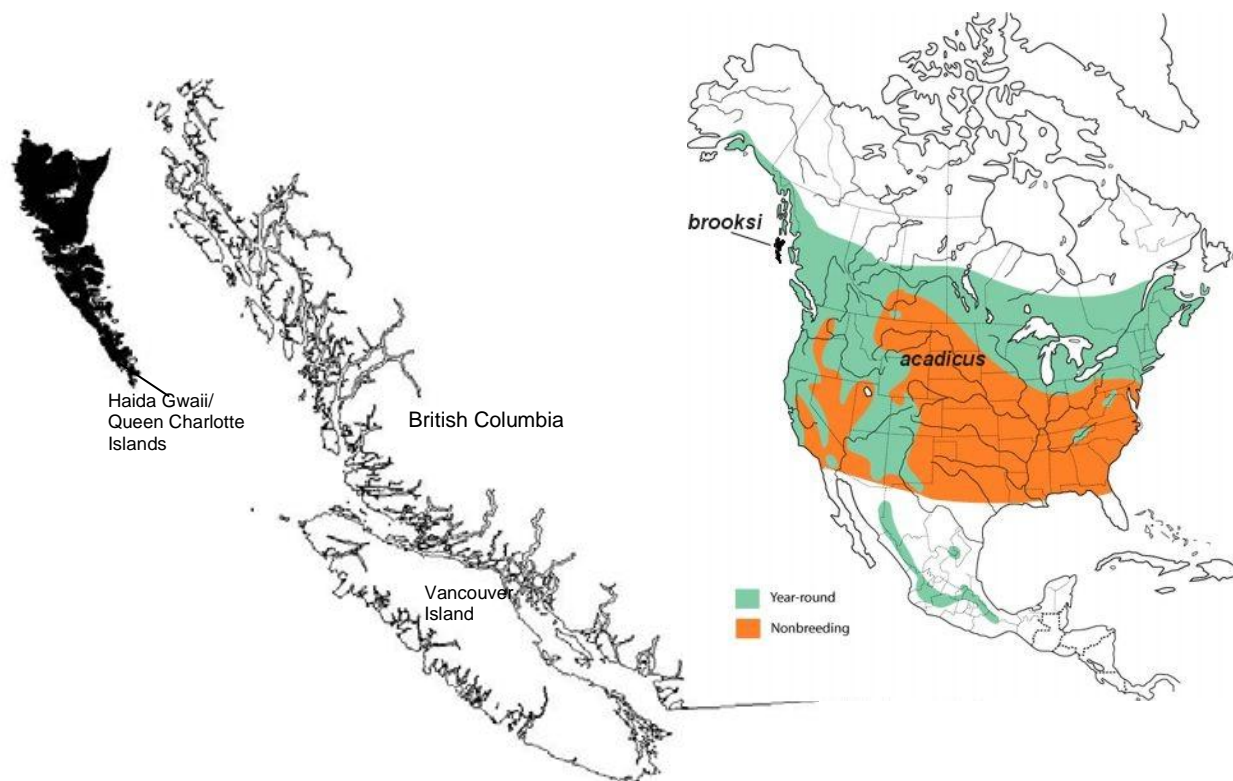 Haida Gwaii/
Queen Charlotte
Islands
British Columbia
Vancouver
Island
brooksi
acadicus
Year-round
Nonbreeding